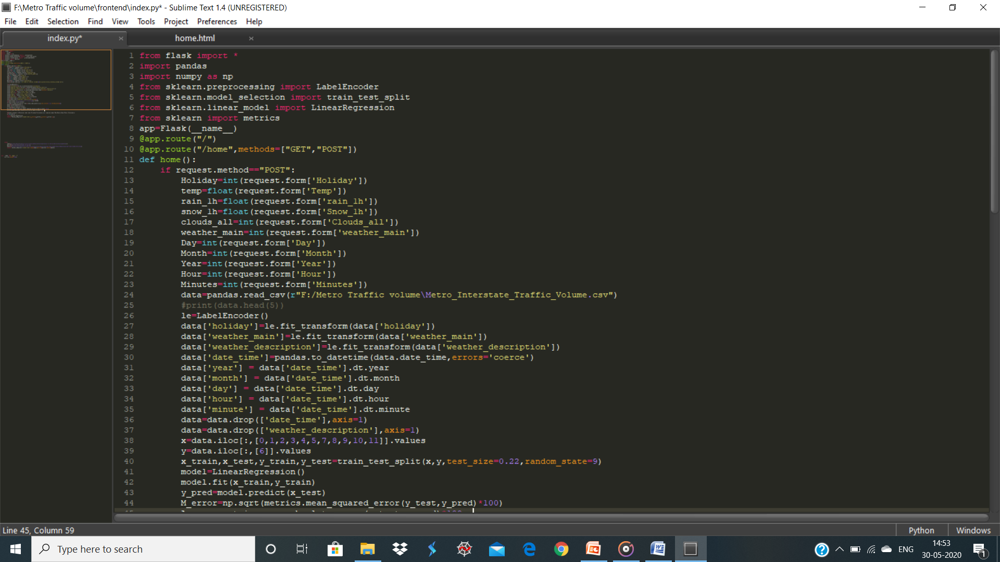 F:\Metro Traffic volume\frontend\index.py* - Sublime Text 1.4 (UNREGISTERED)
File Edit Selection Find View Tools Project Preferences Help
index.py* × home.html ×
1 from flask import *
2 import pandas
3 import numpy as np
4 from sklearn.preprocessing import LabelEncoder
5 from sklearn.model_selection import train_test_split
6 from sklearn.linear_model import LinearRegression
7 from sklearn import metrics
8 app=Flask(__name__)
9 @app.route("/")
10 @app.route("/home",methods=["GET","POST"])
11 def home():
12 if request.method=="POST":
13 Holiday=int(request.form['Holiday'])
14 temp=float(request.form['Temp'])
15 rain_lh=float(request.form['rain_lh'])
16 snow_lh=float(request.form['Snow_lh'])
17 clouds_all=int(request.form['Clouds_all'])
18 weather_main=int(request.form['weather_main'])
19 Day=int(request.form['Day'])
20 Month=int(request.form['Month'])
21 Year=int(request.form['Year'])
22 Hour=int(request.form['Hour'])
23 Minutes=int(request.form['Minutes'])
24 data=pandas.read_csv(r"F:/Metro Traffic volume\Metro_Interstate_Traffic_Volume.csv")
25 #print(data.head(5))
26 le=LabelEncoder()
27 data['holiday']=le.fit_transform(data['holiday'])
28 data['weather_main']=le.fit_transform(data['weather_main'])
29 data['weather_description']=le.fit_transform(data['weather_description'])
30 data['date_time']=pandas.to_datetime(data.date_time,errors='coerce')
31 data['year'] = data['date_time'].dt.year
32 data['month'] = data['date_time'].dt.month
33 data['day'] = data['date_time'].dt.day
34 data['hour'] = data['date_time'].dt.hour
35 data['minute'] = data['date_time'].dt.minute
36 data=data.drop(['date_time'],axis=1)
37 data=data.drop(['weather_description'],axis=1)
38 x=data.iloc[:,[0,1,2,3,4,5,7,8,9,10,11]].values
39 y=data.iloc[:,[6]].values
40 x_train,x_test,y_train,y_test=train_test_split(x,y,test_size=0.22,random_state=9)
41 model=LinearRegression()
42 model.fit(x_train,y_train)
43 y_pred=model.predict(x_test)
44 M_error=np.sqrt(metrics.mean_squared_error(y_test,y_pred)*100)
Line 45, Column 59 Python Windows
Type here to search
ENG
14:53
30-05-2020
1